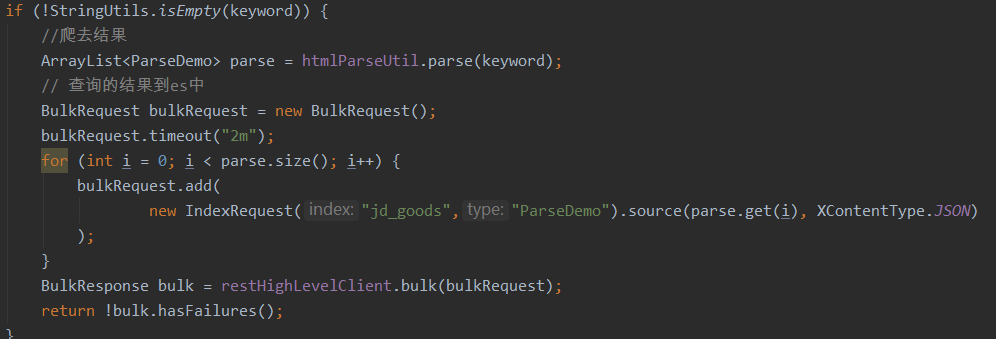 if (!StringUtils.isEmpty(keyword)) {
    //爬去结果
    ArrayList<ParseDemo> parse = htmlParseUtil.parse(keyword);
    // 查询的结果到es中
    BulkRequest bulkRequest = new BulkRequest();
    bulkRequest.timeout("2m");
    for (int i = 0; i < parse.size(); i++) {
        bulkRequest.add(
                new IndexRequest( index: "jd_goods", type: "ParseDemo").source(parse.get(i), XContentType.JSON)
        );
    }
    BulkResponse bulk = restHighLevelClient.bulk(bulkRequest);
    return !bulk.hasFailures();
}